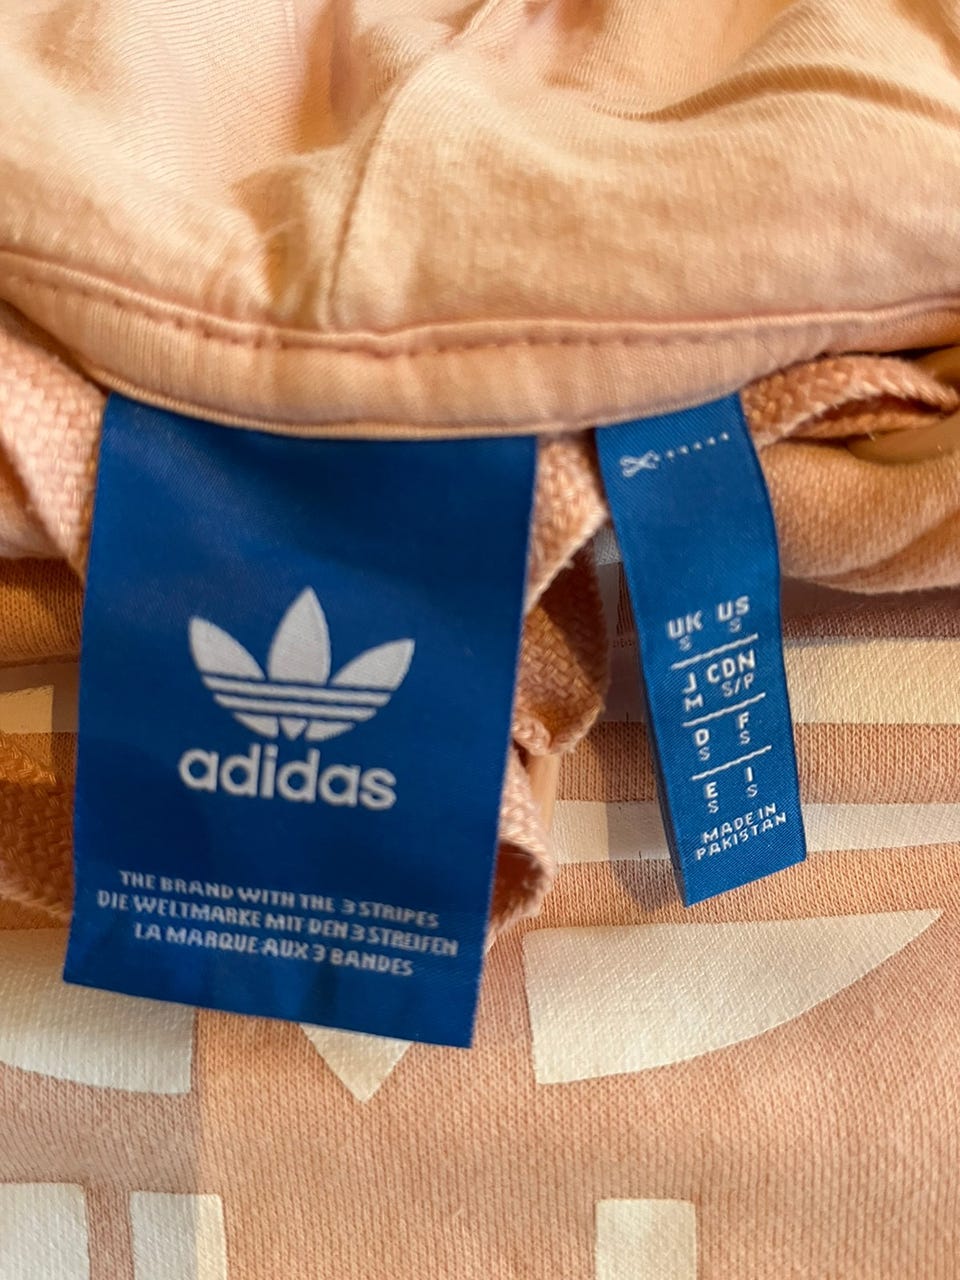 adidas
THE BRAND WITH THE 3 STRIPES
DIE WELTMARKE MIT DEN 3 STREIFEN
LA MARQUE AUX 3 BANDES
UK US
S S
J CDN
M S/P
D F
S S
E I
S S
MADE IN
PAKISTAN